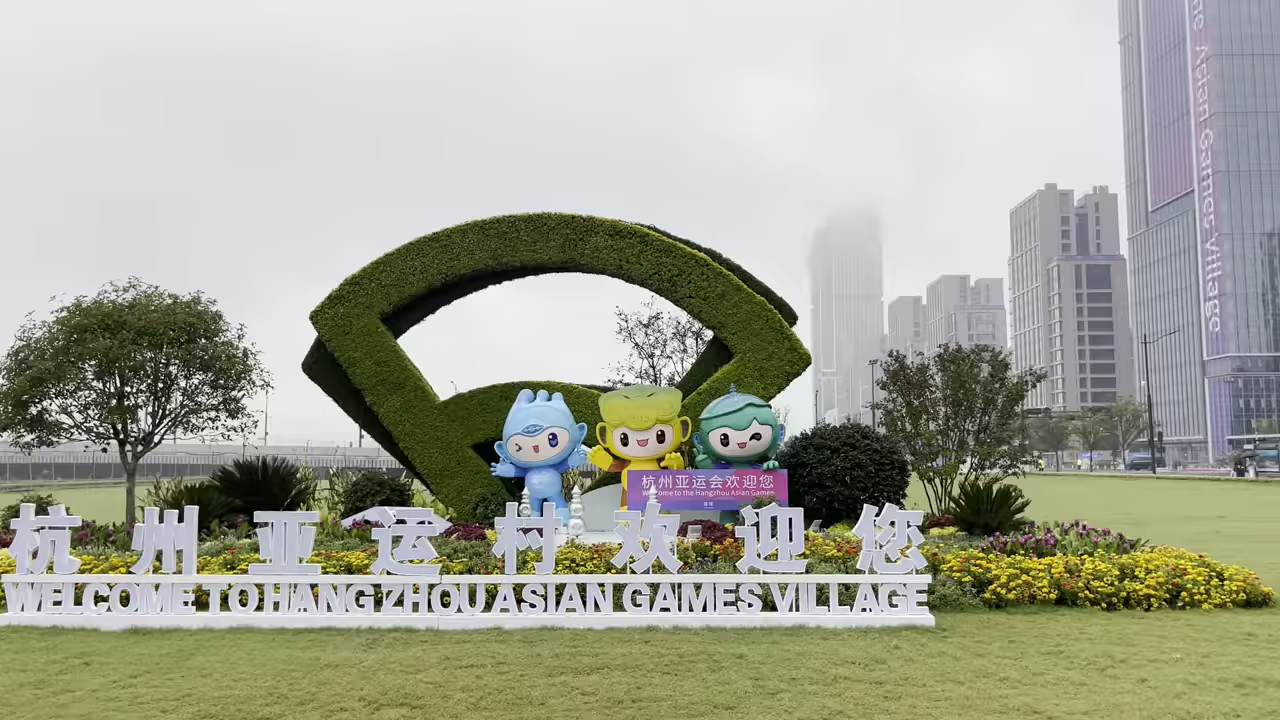 杭州亚运会欢迎您
Welcome to the Hangzhou Asian Games
杭州亚运村欢迎您
WELCOME TO HANGZHOU ASIAN GAMES VILLAGE
Asian Games Village